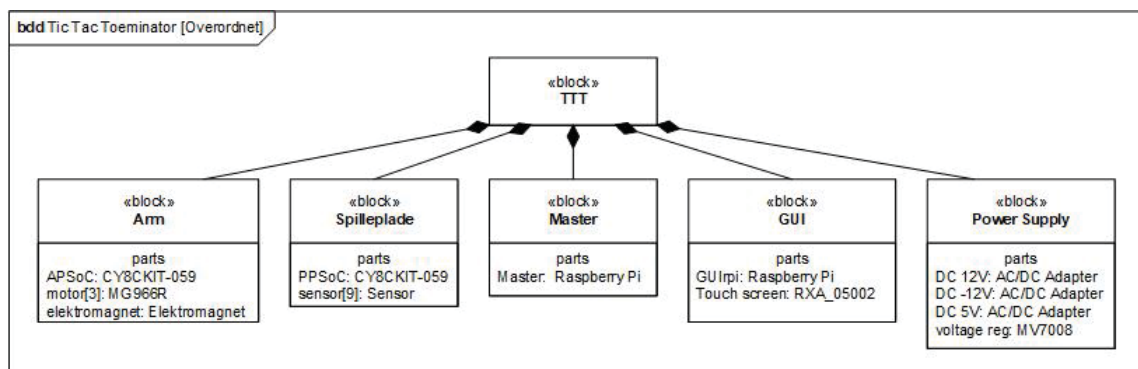 bdd Tic Tac Toeminator [Overordnet]
«block»
TTT
«block»
Arm
parts
APSoC: CY8CKIT-059
motor[3]: MG966R
elektromagnet: Elektromagnet
«block»
Spilleplade
parts
PPSoC: CY8CKIT-059
sensor[9]: Sensor
«block»
Master
parts
Master: Raspberry Pi
«block»
GUI
parts
GUIrpi: Raspberry Pi
Touch screen: RXA_05002
«block»
Power Supply
parts
DC 12V: AC/DC Adapter
DC -12V: AC/DC Adapter
DC 5V: AC/DC Adapter
voltage reg: MV7008